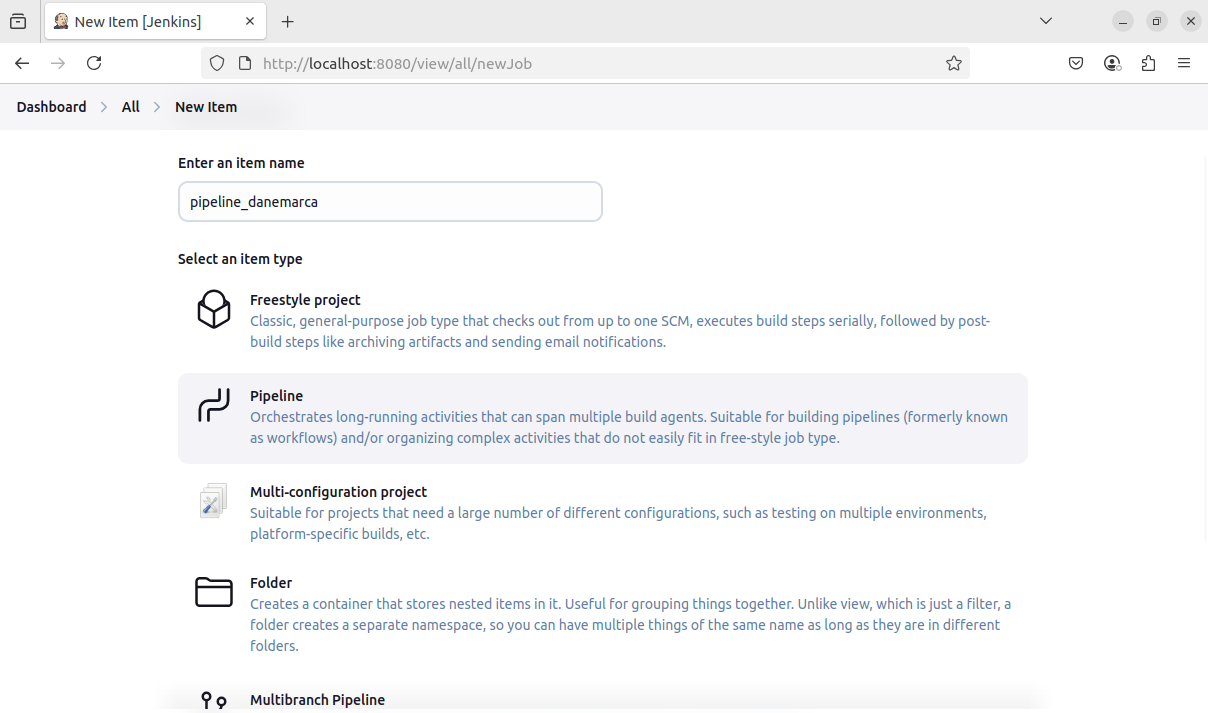 New Item [Jenkins]
http://localhost:8080/view/all/newJob
Dashboard All New Item
Enter an item name
pipeline_danemarca
Select an item type
Freestyle project
Classic, general-purpose job type that checks out from up to one SCM, executes build steps serially, followed by post-
build steps like archiving artifacts and sending email notifications.
Pipeline
Orchestrates long-running activities that can span multiple build agents. Suitable for building pipelines (formerly known
as workflows) and/or organizing complex activities that do not easily fit in free-style job type.
Multi-configuration project
Suitable for projects that need a large number of different configurations, such as testing on multiple environments,
platform-specific builds, etc.
Folder
Creates a container that stores nested items in it. Useful for grouping things together. Unlike view, which is just a filter, a
folder creates a separate namespace, so you can have multiple things of the same name as long as they are in different
folders.
Multibranch Pipeline